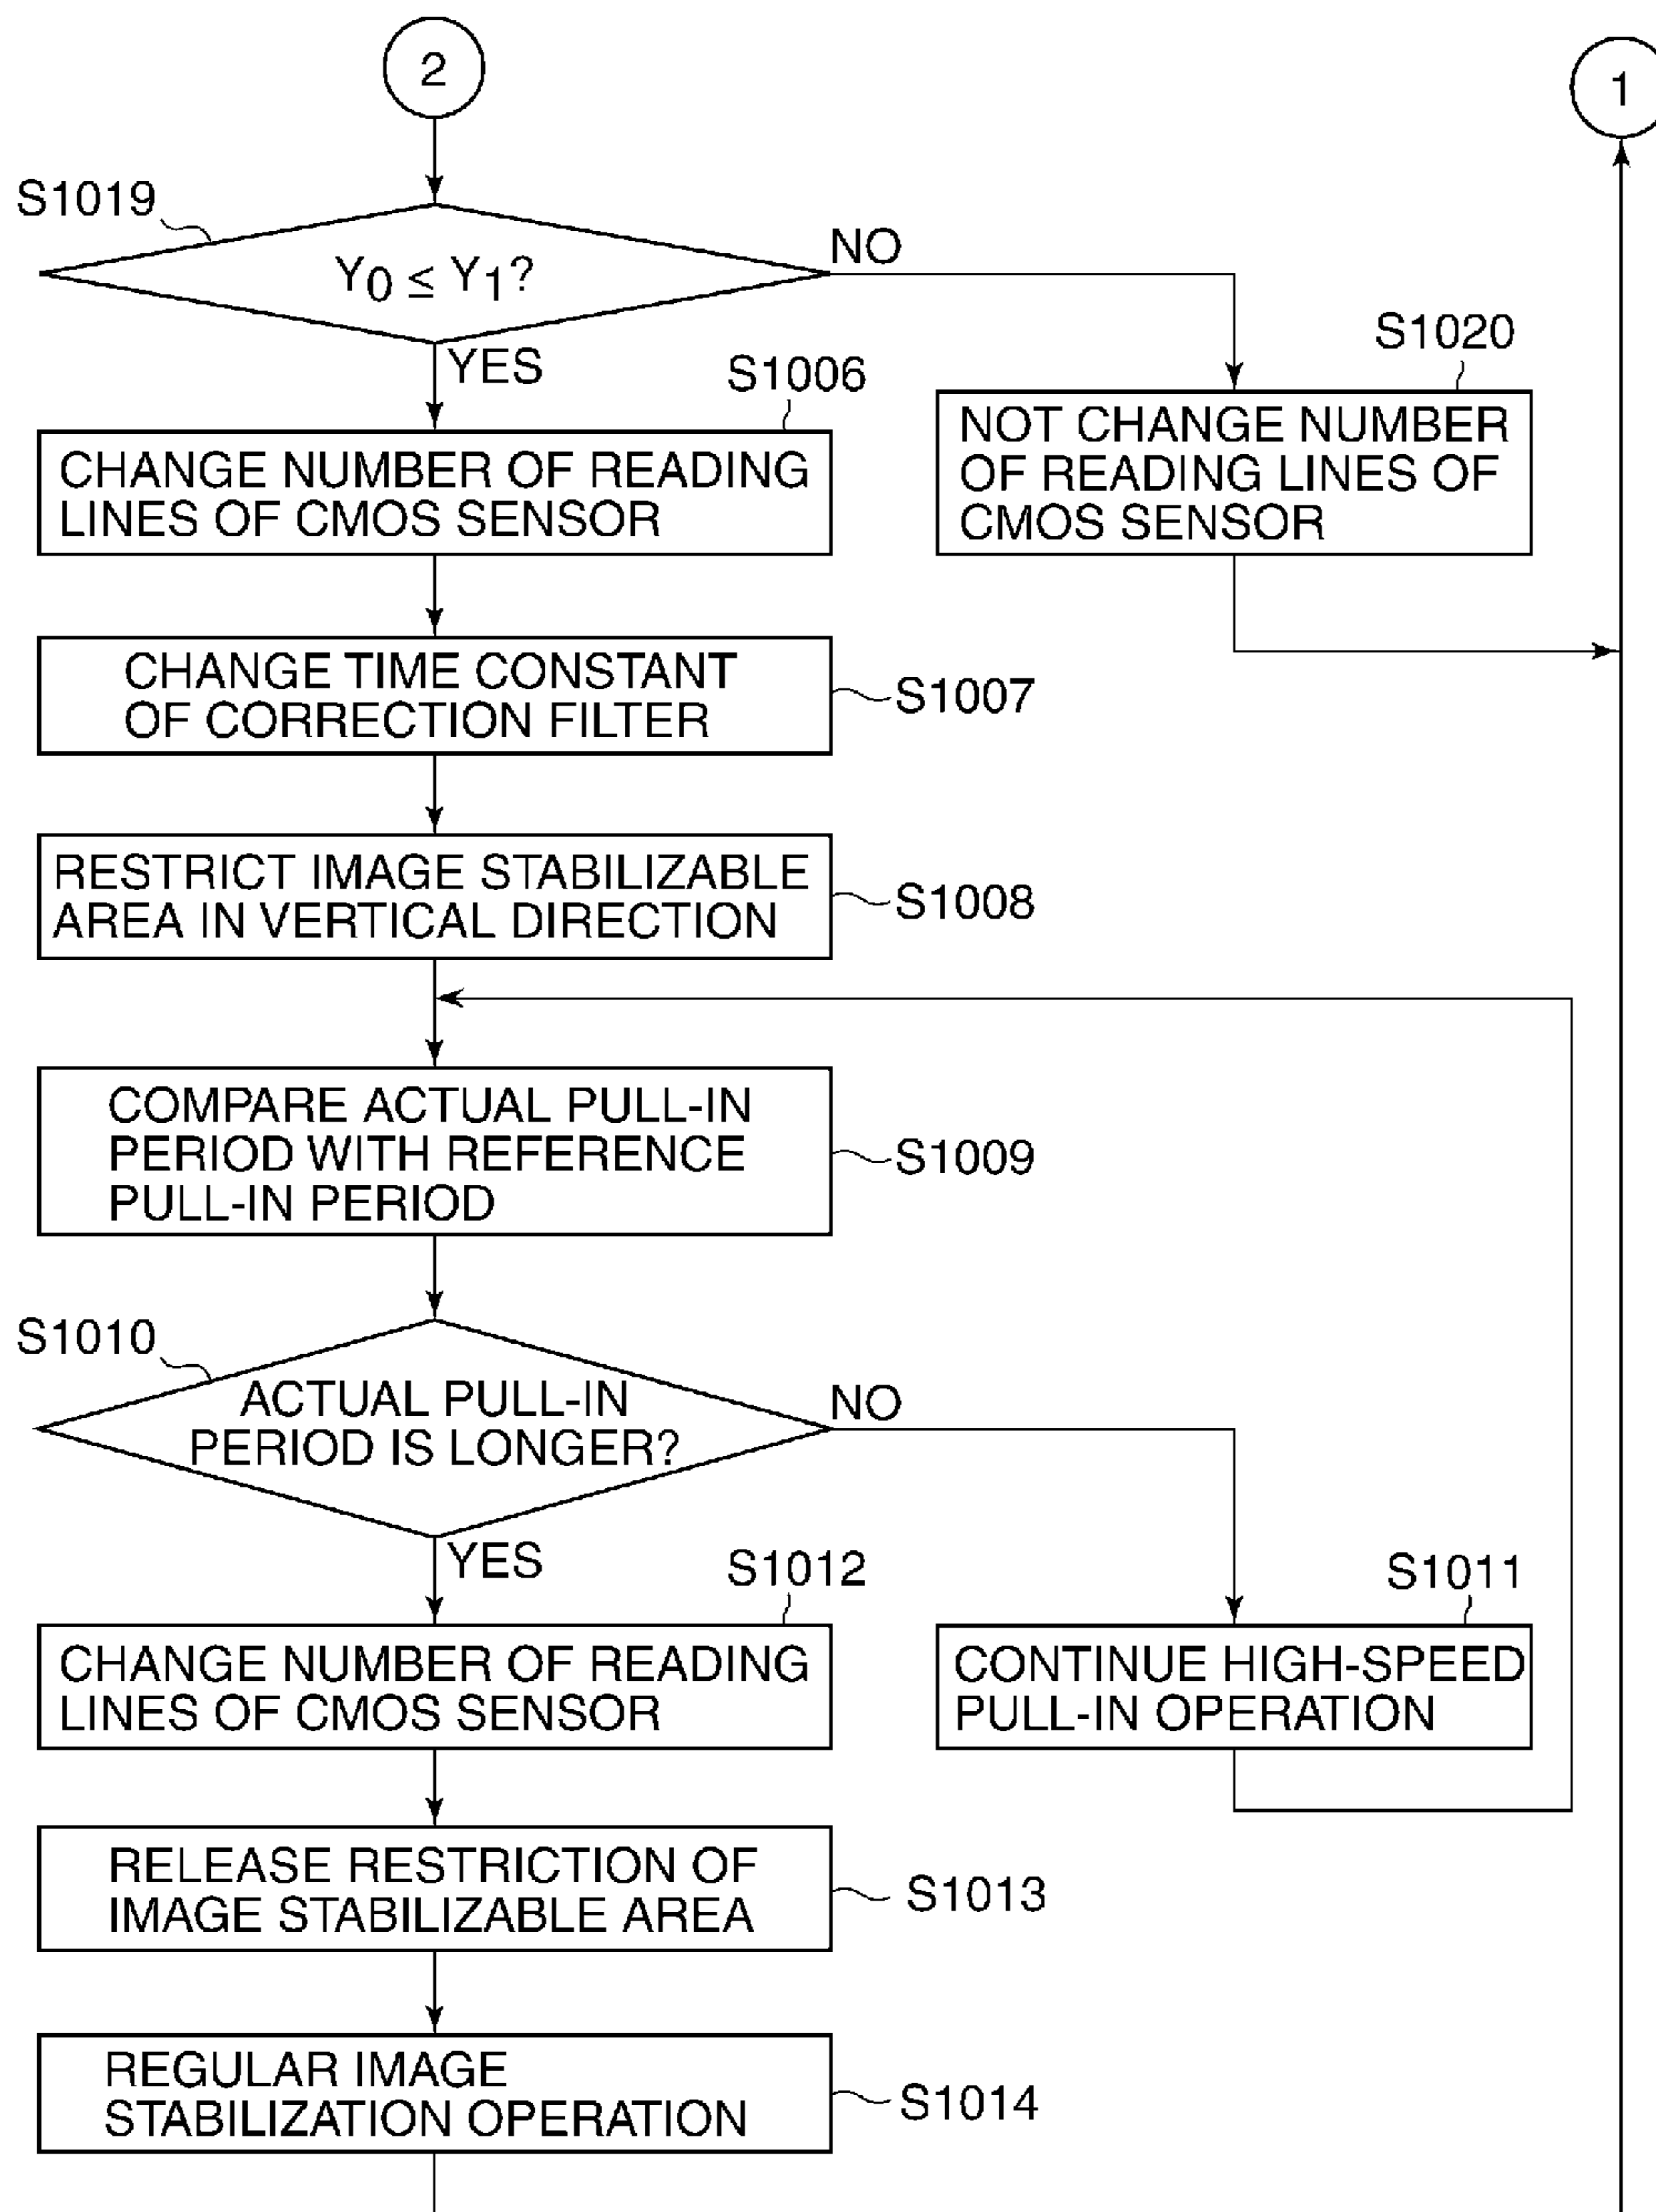 2
1
S1019
Y0 ≤ Y1?
NO
YES
S1006
S1020
CHANGE NUMBER OF READING
LINES OF CMOS SENSOR
NOT CHANGE NUMBER
OF READING LINES OF
CMOS SENSOR
CHANGE TIME CONSTANT
OF CORRECTION FILTER
S1007
RESTRICT IMAGE STABILIZABLE
AREA IN VERTICAL DIRECTION
S1008
COMPARE ACTUAL PULL-IN
PERIOD WITH REFERENCE
PULL-IN PERIOD
S1009
S1010
ACTUAL PULL-IN
PERIOD IS LONGER?
NO
YES
S1012
S1011
CHANGE NUMBER OF READING
LINES OF CMOS SENSOR
CONTINUE HIGH-SPEED
PULL-IN OPERATION
RELEASE RESTRICTION OF
IMAGE STABILIZABLE AREA
S1013
REGULAR IMAGE
STABILIZATION OPERATION
S1014